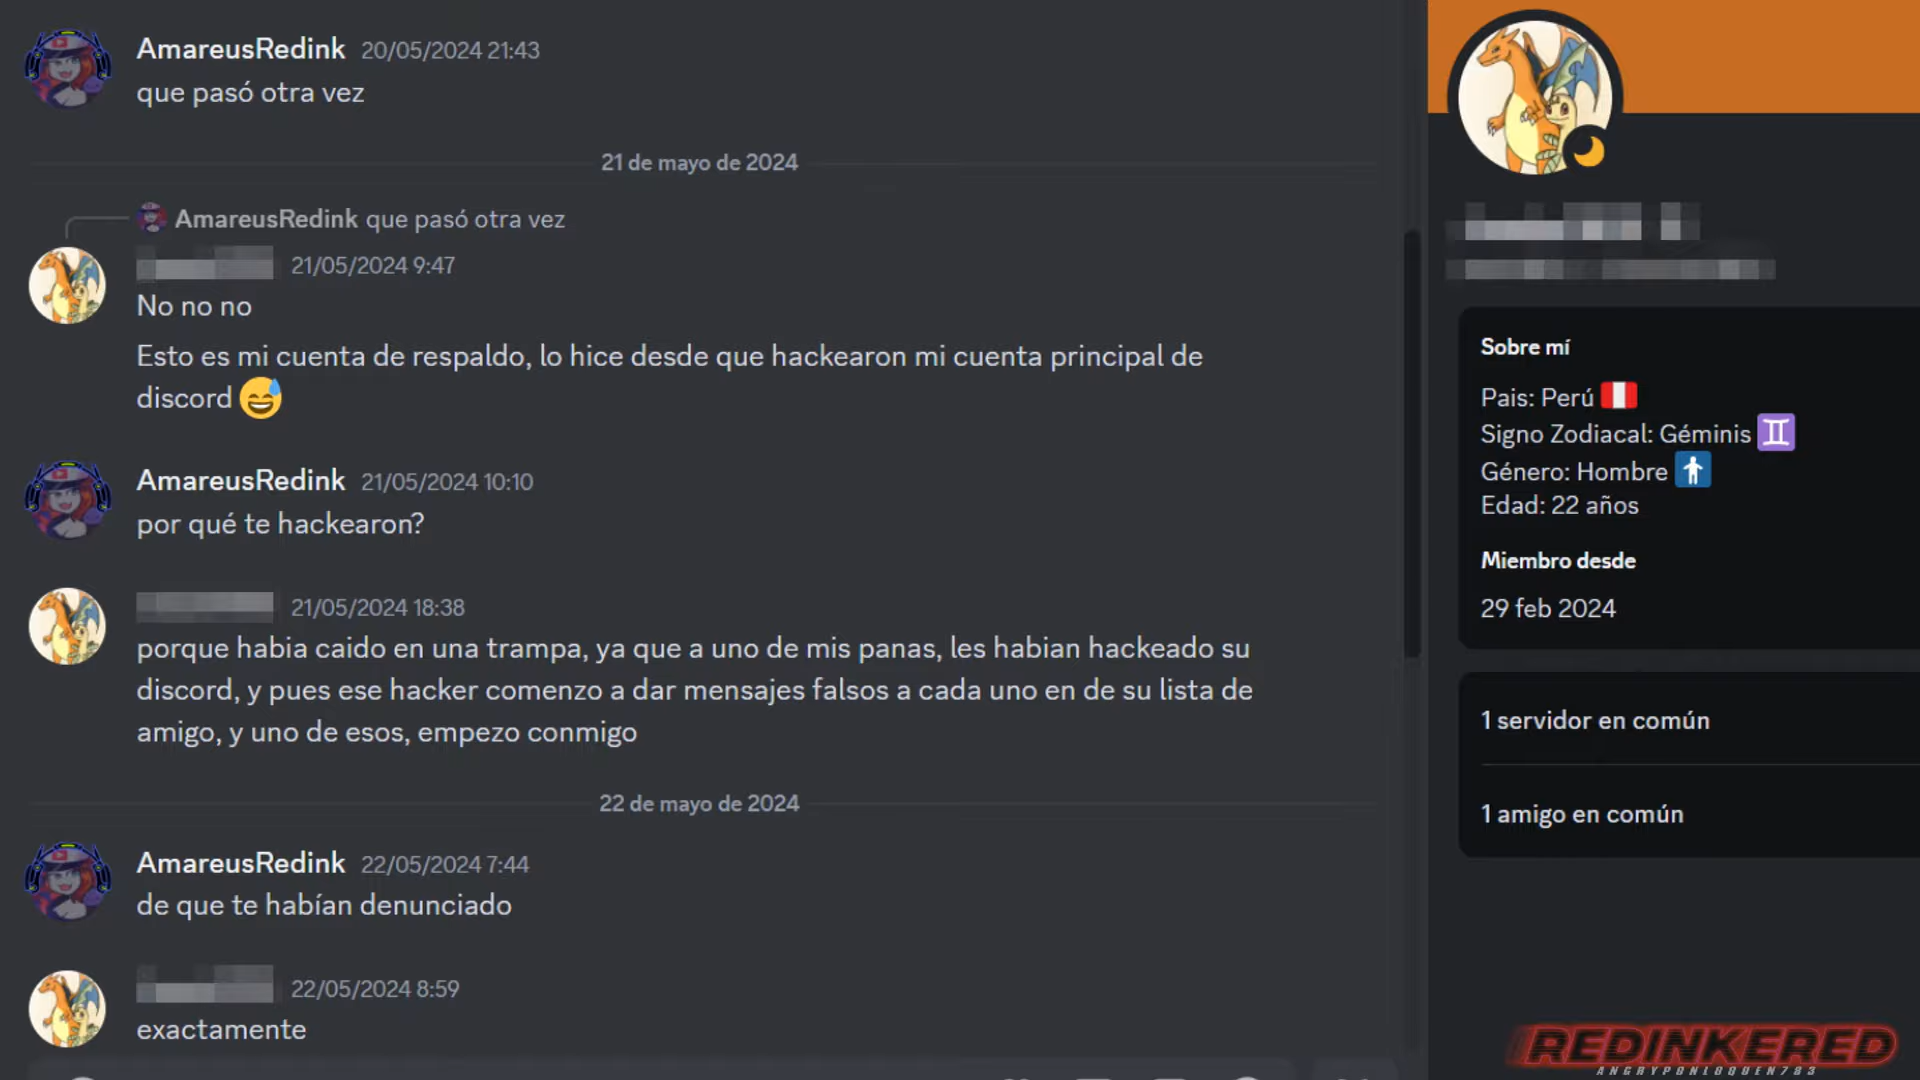 AmareusRedink 20/05/2024 21:43
que pasó otra vez
21 de mayo de 2024
AmareusRedink que pasó otra vez
21/05/2024 9:47
No no no
Esto es mi cuenta de respaldo, lo hice desde que hackearon mi cuenta principal de
discord
AmareusRedink 21/05/2024 10:10
por qué te hackearon?
21/05/2024 18:38
porque habia caido en una trampa, ya que a uno de mis panas, les habian hackeado su
discord, y pues ese hacker comenzo a dar mensajes falsos a cada uno en de su lista de
amigo, y uno de esos, empezo conmigo
22 de mayo de 2024
AmareusRedink 22/05/2024 7:44
de que te habían denunciado
22/05/2024 8:59
exactamente
Sobre mí
Pais: Perú
Signo Zodiacal: Géminis
Género: Hombre
Edad: 22 años
Miembro desde
29 feb 2024
1 servidor en común
1 amigo en común
REDINKERED